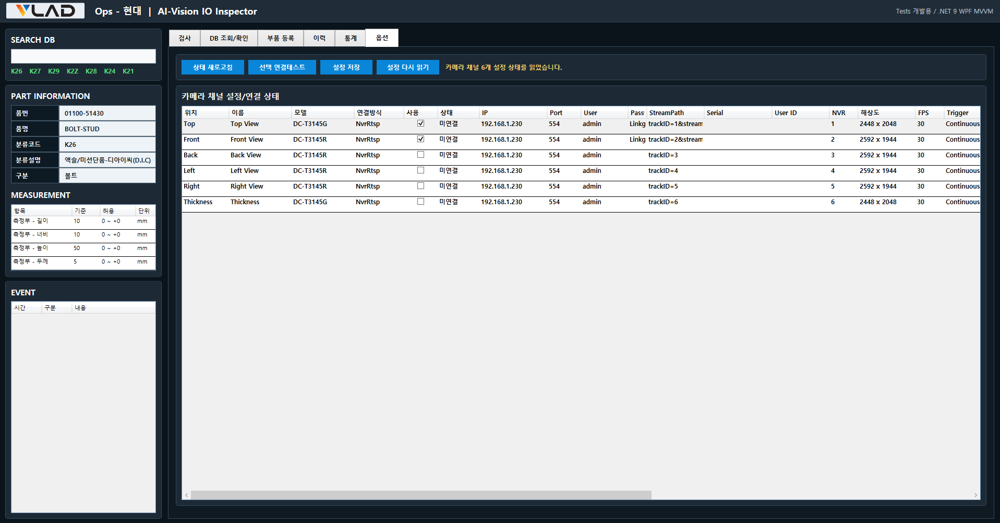 VLAD Ops - 현대 | AI-Vision IO Inspector
Tests 개발용 / .NET 9 WPF MVVM
SEARCH DB
K26 K27 K29 K2Z K28 K24 K21
PART INFORMATION
품번 01100-51430
품명 BOLT-STUD
분류코드 K26
분류설명 액슬/미션단품-디아이씨(D.I.C)
구분 볼트
MEASUREMENT
항목 기준 허용 단위
측정부 - 길이 10 0 ~ +0 mm
측정부 - 너비 10 0 ~ +0 mm
측정부 - 높이 50 0 ~ +0 mm
측정부 - 두께 5 0 ~ +0 mm
EVENT
시간 구분 내용
검사 DB 조회/확인 부품 등록 이력 통계 옵션
상태 새로고침 선택 연결테스트 설정 저장 설정 다시 읽기 카메라 채널 6개 설정 상태를 읽었습니다.
카메라 채널 설정/연결 상태
위치 이름 모델 연결방식 사용 상태 IP Port User Pass StreamPath Serial User ID NVR 해상도 FPS Trigger
Top Top View DC-T3145G NvrRtsp 미연결 192.168.1.230 554 admin Linkg trackID=1&stream 1 2448 x 2048 30 Continuous
Front Front View DC-T3145R NvrRtsp 미연결 192.168.1.230 554 admin Linkg trackID=2&stream 2 2592 x 1944 30 Continuous
Back Back View DC-T3145R NvrRtsp 미연결 192.168.1.230 554 admin trackID=3 3 2592 x 1944 30 Continuous
Left Left View DC-T3145R NvrRtsp 미연결 192.168.1.230 554 admin trackID=4 4 2592 x 1944 30 Continuous
Right Right View DC-T3145R NvrRtsp 미연결 192.168.1.230 554 admin trackID=5 5 2592 x 1944 30 Continuous
Thickness Thickness DC-T3145G NvrRtsp 미연결 192.168.1.230 554 admin trackID=6 6 2448 x 2048 30 Continuous